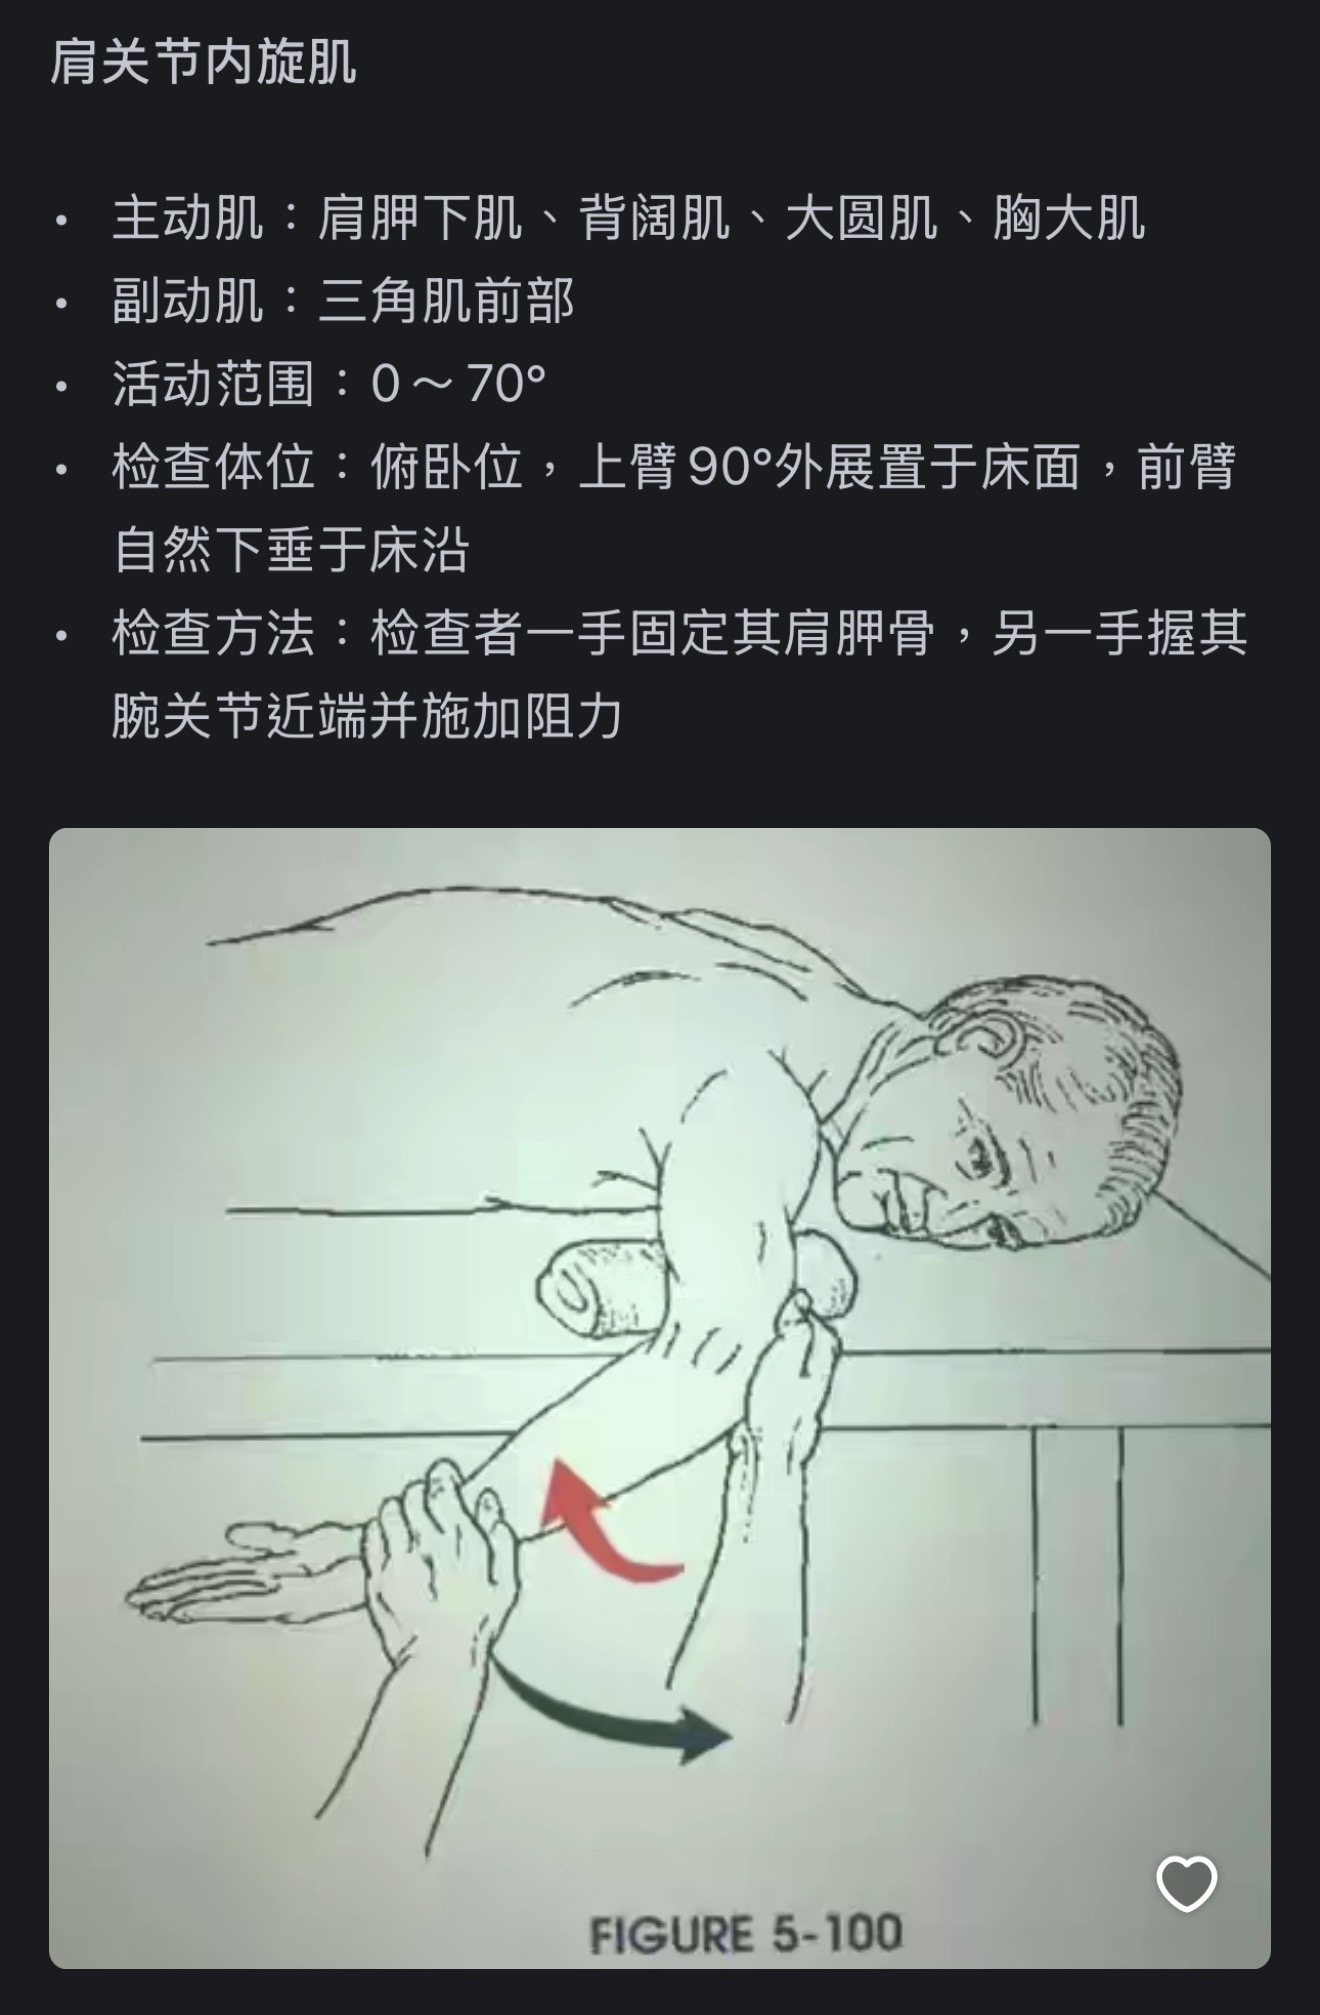 肩关节内旋肌
• 主动肌：肩胛下肌、背阔肌、大圆肌、胸大肌
• 副动肌：三角肌前部
• 活动范围：0～70°
• 检查体位：俯卧位，上臂90°外展置于床面，前臂
自然下垂于床沿
• 检查方法：检查者一手固定其肩胛骨，另一手握其
腕关节近端并施加阻力
FIGURE 5-100